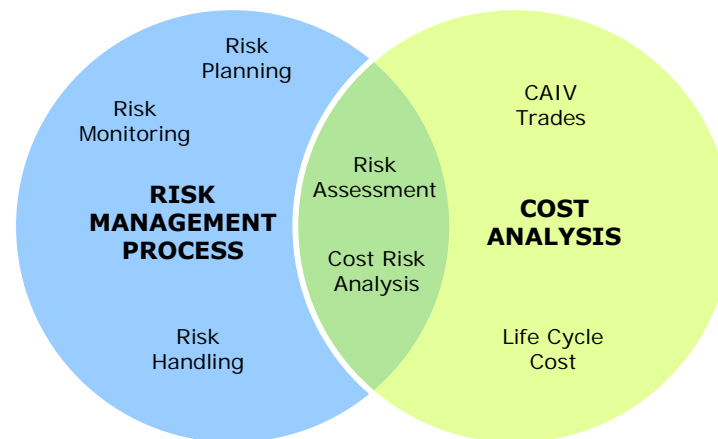 Risk
Planning
Risk
Monitoring
RISK
MANAGEMENT
PROCESS
Risk
Handling
Risk
Assessment
Cost Risk
Analysis
CAIV
Trades
COST
ANALYSIS
Life Cycle
Cost